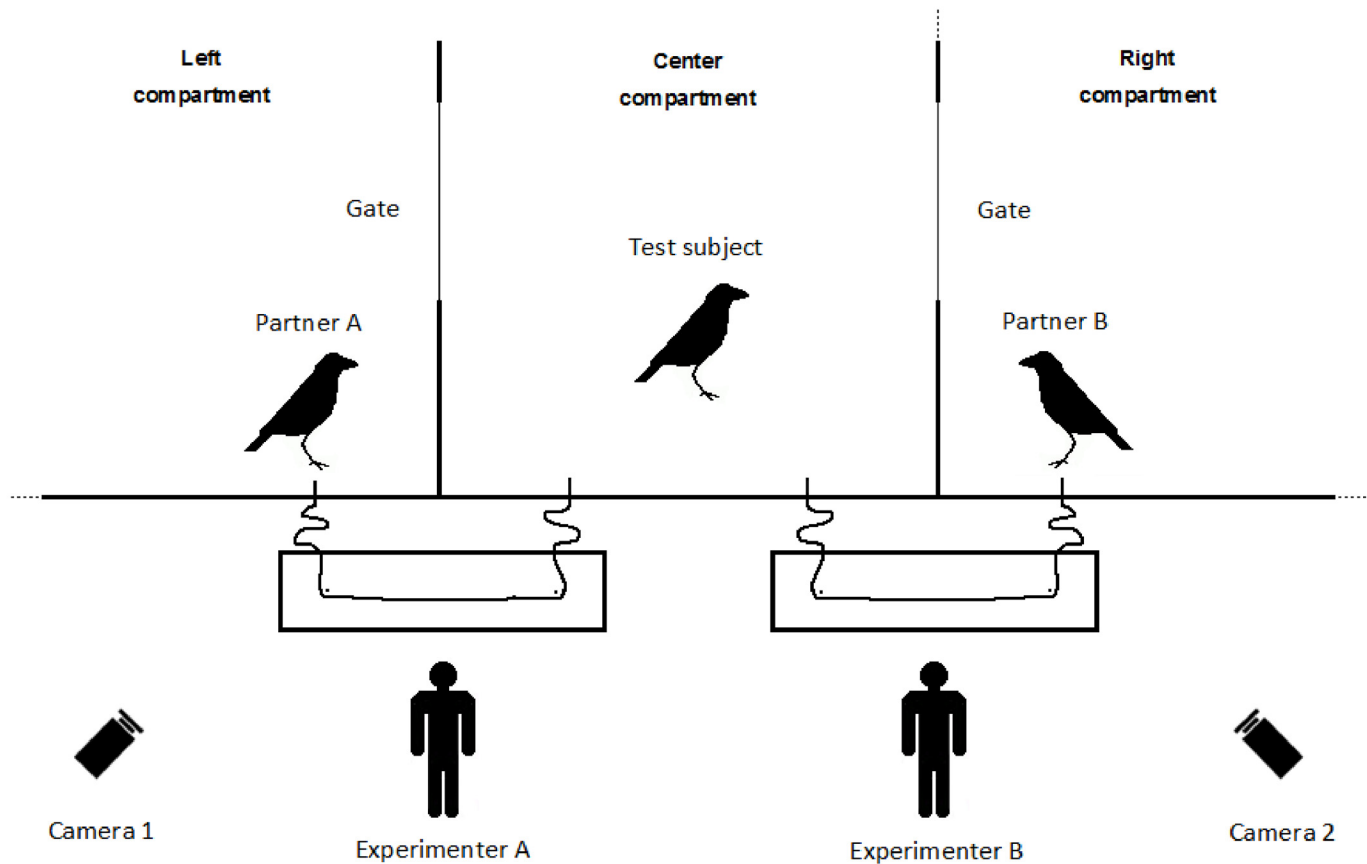 Left
compartment
Center
compartment
Right
compartment
Gate
Gate
Test subject
Partner A
Partner B
Camera 1
Experimenter A
Experimenter B
Camera 2